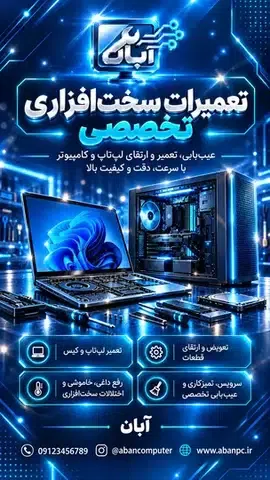 آبان
تعمیرات سخت‌افزاری
تخصصی
عیب‌یابی، تعمیر و ارتقای لپ‌تاپ و کامپیوتر
با سرعت، دقت و کیفیت بالا
تعویض و ارتقای
قطعات
تعمیر لپ‌تاپ و کیس
سرویس، تمیزکاری و
عیب‌یابی تخصصی
رفع داغی، خاموشی و
اختلالات سخت‌افزاری
آبان
09123456789
@abancomputer
www.abanpc.ir